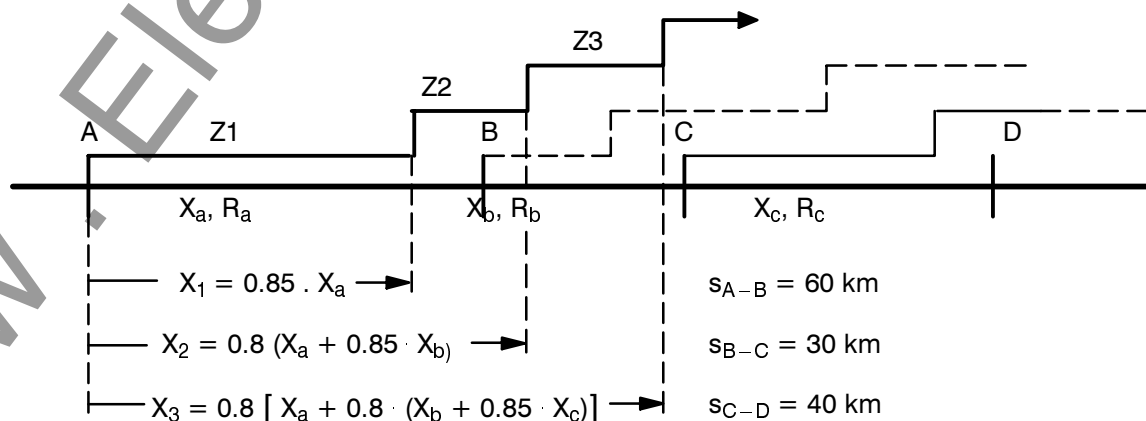 Z3
Z2
A Z1 B C D
Xa, Ra Xb, Rb Xc, Rc
X1 = 0.85 . Xa
sA−B = 60 km
X2 = 0.8 (Xa + 0.85 · Xb)
sB−C = 30 km
X3 = 0.8 [ Xa + 0.8 · (Xb + 0.85 · Xc)]
sC−D = 40 km
w . Ele